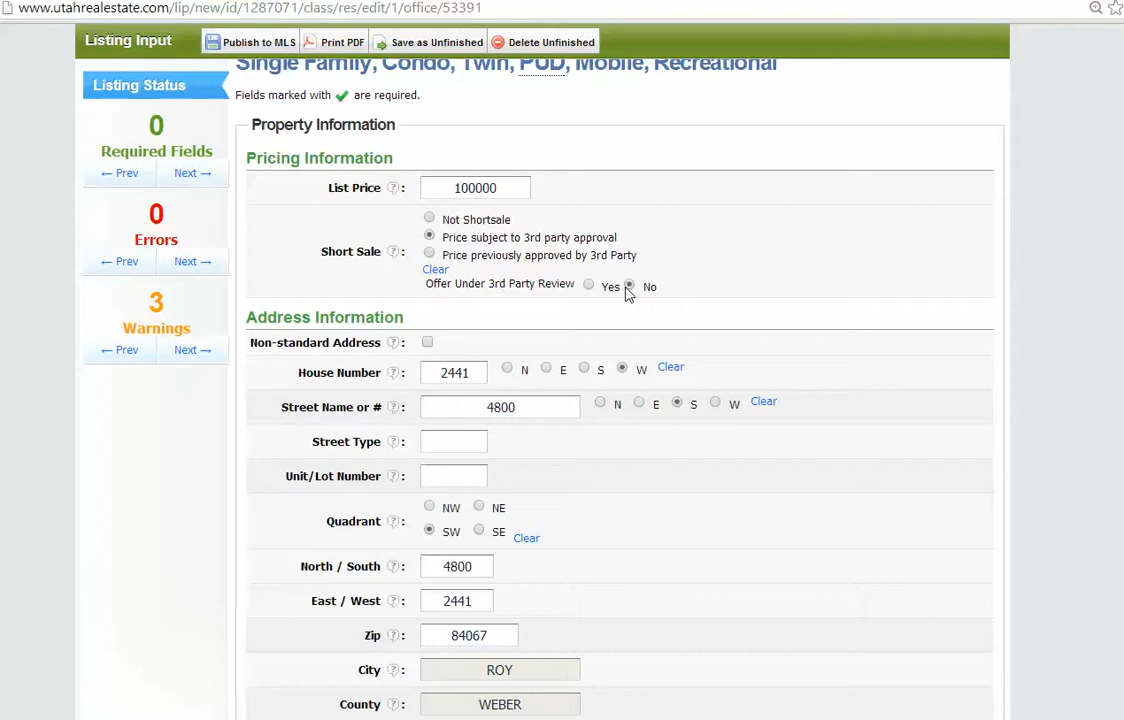 www.utahrealestate.com/lip/new/id/1287071/class/res/edit/1/office/53391
Listing Input
Publish to MLS
Print PDF
Save as Unfinished
Delete Unfinished
Listing Status
0
Required Fields
← Prev
Next →
0
Errors
← Prev
Next →
3
Warnings
← Prev
Next →
Single Family, Condo, Twin, PUD, Mobile, Recreational
Fields marked with ✔ are required.
Property Information
Pricing Information
List Price ? : 100000
Short Sale ? :
Not Shortsale
Price subject to 3rd party approval
Price previously approved by 3rd Party
Clear
Offer Under 3rd Party Review Yes No
Address Information
Non-standard Address ? :
House Number ? : 2441 N E S W Clear
Street Name or # ? : 4800 N E S W Clear
Street Type ? :
Unit/Lot Number ? :
Quadrant ? :
NW NE
SW SE Clear
North / South ? : 4800
East / West ? : 2441
Zip ? : 84067
City ? : ROY
County ? : WEBER